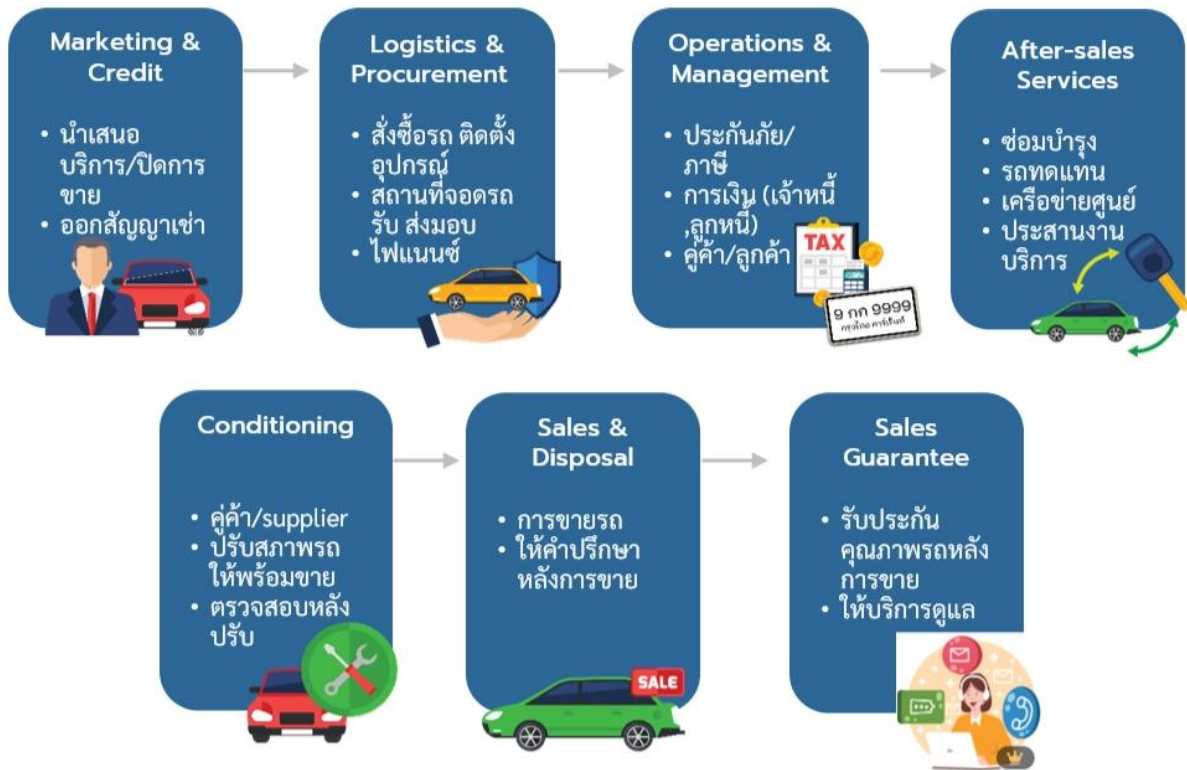 Marketing &
Credit
• นำเสนอ
บริการ/ปิดการ
ขาย
• ออกสัญญาเช่า
Logistics &
Procurement
• สั่งซื้อรถ ติดตั้ง
อุปกรณ์
• สถานที่จอดรถ
รับ ส่งมอบ
• ไฟแนนซ์
Operations &
Management
• ประกันภัย/
ภาษี
• การเงิน (เจ้าหนี้
,ลูกหนี้)
• คู่ค้า/ลูกค้า
TAX
9 กก 9999
กรุงไทย คาร์เร้นท์
After-sales
Services
• ซ่อมบำรุง
• รถทดแทน
• เครือข่ายศูนย์
• ประสานงาน
บริการ
Conditioning
• คู่ค้า/supplier
• ปรับสภาพรถ
ให้พร้อมขาย
• ตรวจสอบหลัง
ปรับ
Sales &
Disposal
• การขายรถ
• ให้คำปรึกษา
หลังการขาย
SALE
Sales
Guarantee
• รับประกัน
คุณภาพรถหลัง
การขาย
• ให้บริการดูแล